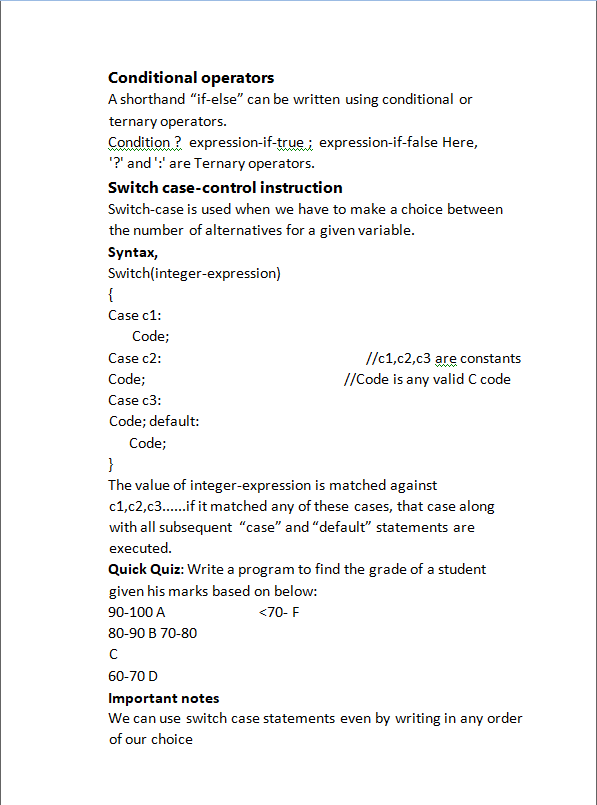 Conditional operators
A shorthand “if-else” can be written using conditional or
ternary operators.
Condition ? expression-if-true ; expression-if-false Here,
'?' and ':' are Ternary operators.
Switch case-control instruction
Switch-case is used when we have to make a choice between
the number of alternatives for a given variable.
Syntax,
Switch(integer-expression)
{
Case c1:
Code;
Case c2: //c1,c2,c3 are constants
Code; //Code is any valid C code
Case c3:
Code; default:
Code;
}
The value of integer-expression is matched against
c1,c2,c3......if it matched any of these cases, that case along
with all subsequent “case” and “default” statements are
executed.
Quick Quiz: Write a program to find the grade of a student
given his marks based on below:
90-100 A <70- F
80-90 B 70-80
C
60-70 D
Important notes
We can use switch case statements even by writing in any order
of our choice